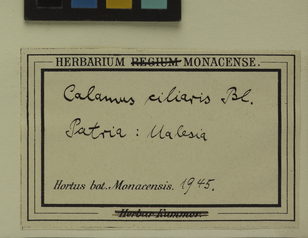 HERBARIUM REGIUM MONACENSE.
Calamus ciliaris Bl.
Patria : Malesia
Hortus bot. Monacensis. 1945.
Herbar Kummer.